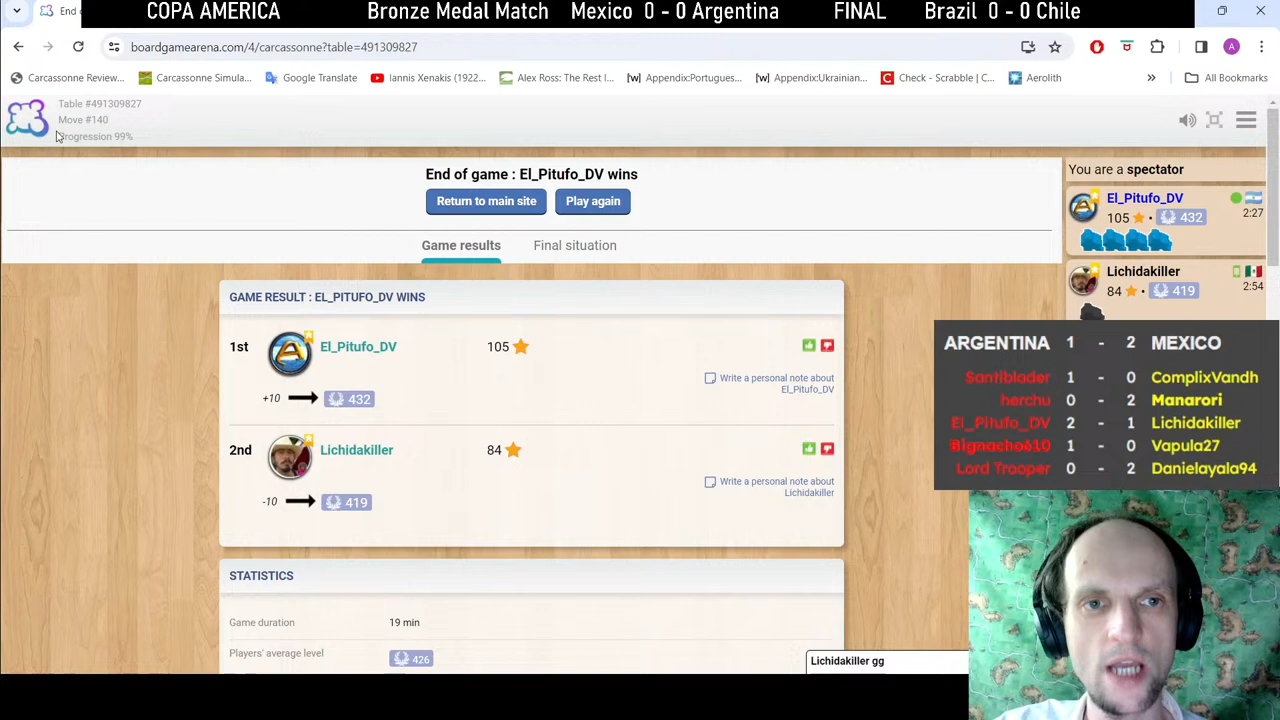 COPA AMERICA Bronze Medal Match Mexico 0 - 0 Argentina FINAL Brazil 0 - 0 Chile
End o
boardgamearena.com/4/carcassonne?table=491309827
A
Carcassonne Review... Carcassonne Simula... Google Translate Iannis Xenakis (1922... Alex Ross: The Rest I... [w] Appendix:Portugues... [w] Appendix:Ukrainien... Check - Scrabble | C... Aerolith » All Bookmarks
Table #491309827
Move #140
Progression 99%
End of game : El_Pitufo_DV wins
Return to main site Play again
Game results Final situation
You are a spectator
El_Pitufo_DV
105 • 432 2:27
Lichidakiller
84 • 419 2:54
GAME RESULT : EL_PITUFO_DV WINS
1st El_Pitufo_DV 105
Write a personal note about
El_Pitufo_DV
+10 432
2nd Lichidakiller 84
Write a personal note about
Lichidakiller
-10 419
ARGENTINA 1 - 2 MEXICO
Santiblader 1 - 0 ComplixVandh
herchu 0 - 2 Manarori
El_Pitufo_DV 2 - 1 Lichidakiller
Bignacho610 1 - 0 Vapula27
Lord Trooper 0 - 2 Danielayala94
STATISTICS
Game duration 19 min
Players' average level 426
Lichidakiller gg